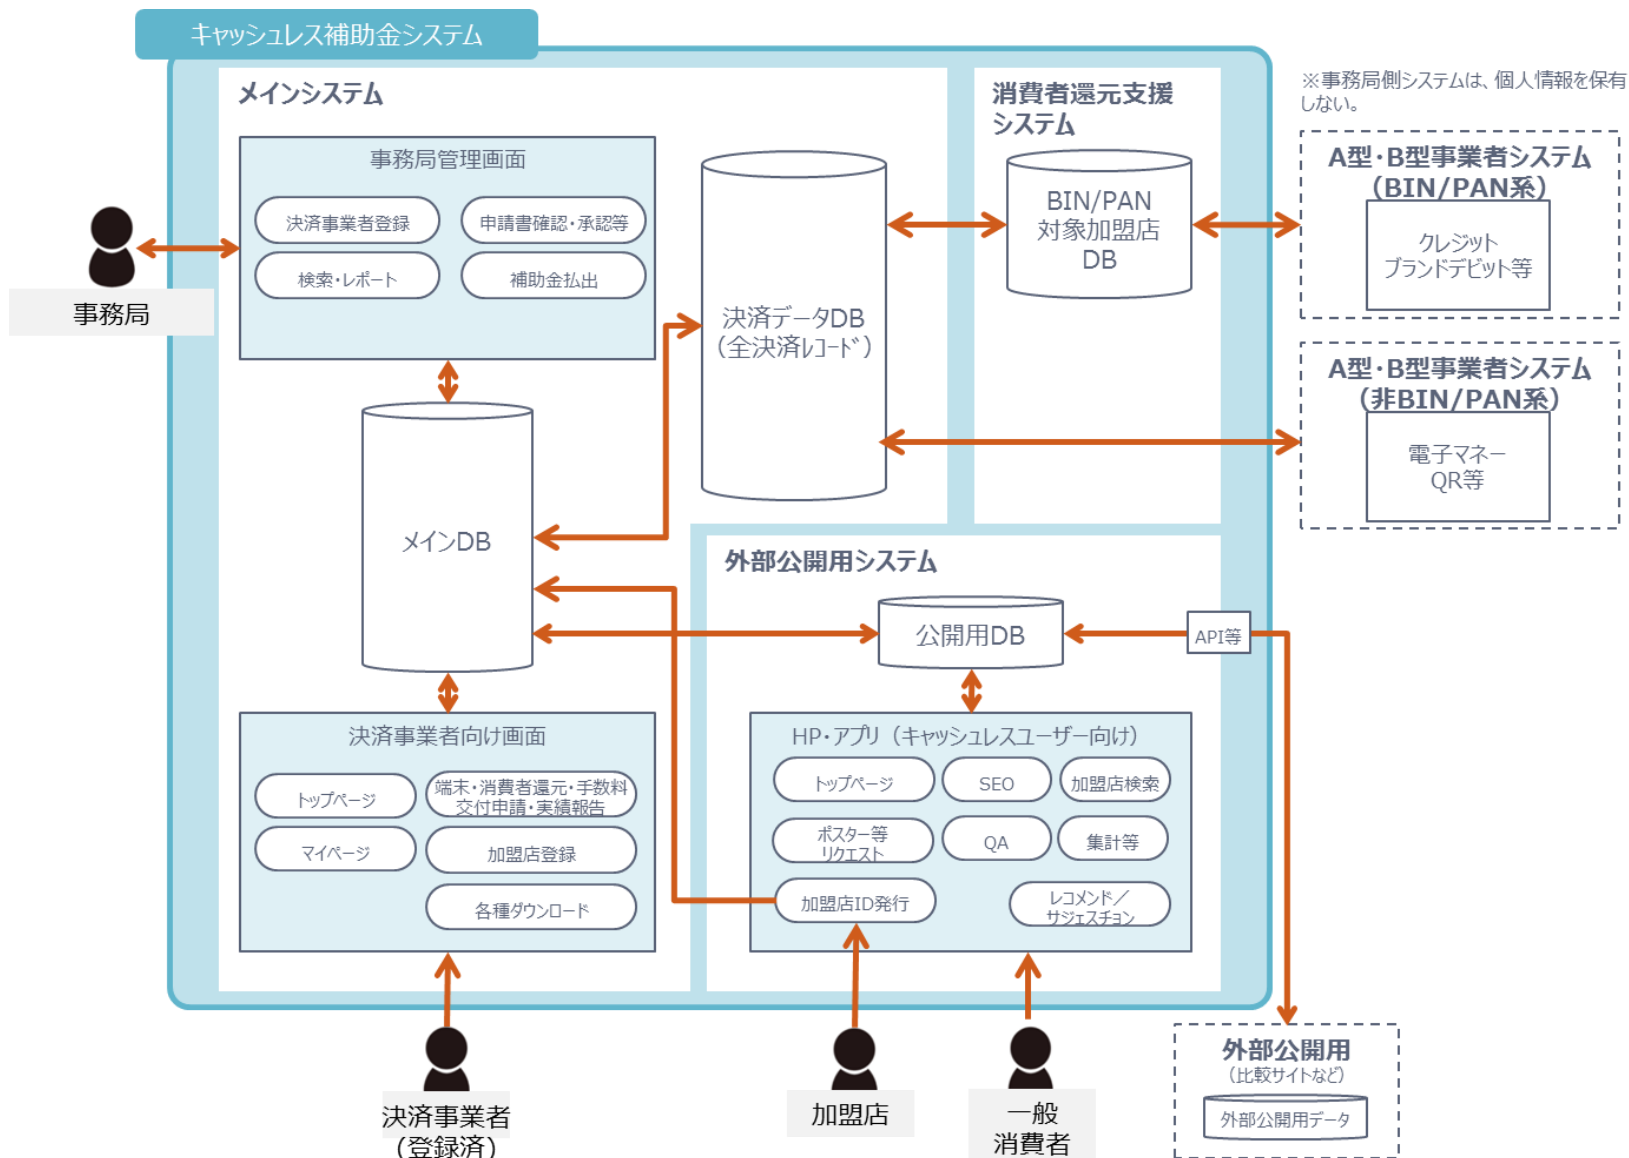 キャッシュレス補助金システム
メインシステム
事務局管理画面
決済事業者登録
申請書確認・承認等
検索・レポート
補助金払出
事務局
決済データDB
（全決済ﾚｺｰﾄﾞ）
メインDB
消費者還元支援
システム
BIN/PAN
対象加盟店
DB
※事務局側システムは、個人情報を保有
しない。
A型・B型事業者システム
（BIN/PAN系）
クレジット
ブランドデビット等
A型・B型事業者システム
（非BIN/PAN系）
電子マネー
QR等
外部公開用システム
公開用DB
API等
決済事業者向け画面
トップページ
端末・消費者還元・手数料
交付申請・実績報告
マイページ
加盟店登録
各種ダウンロード
HP・アプリ（キャッシュレスユーザー向け）
トップページ
SEO
加盟店検索
ポスター等
リクエスト
QA
集計等
加盟店ID発行
レコメンド／
サジェスチョン
決済事業者
（登録済）
加盟店
一般
消費者
外部公開用
（比較サイトなど）
外部公開用データ